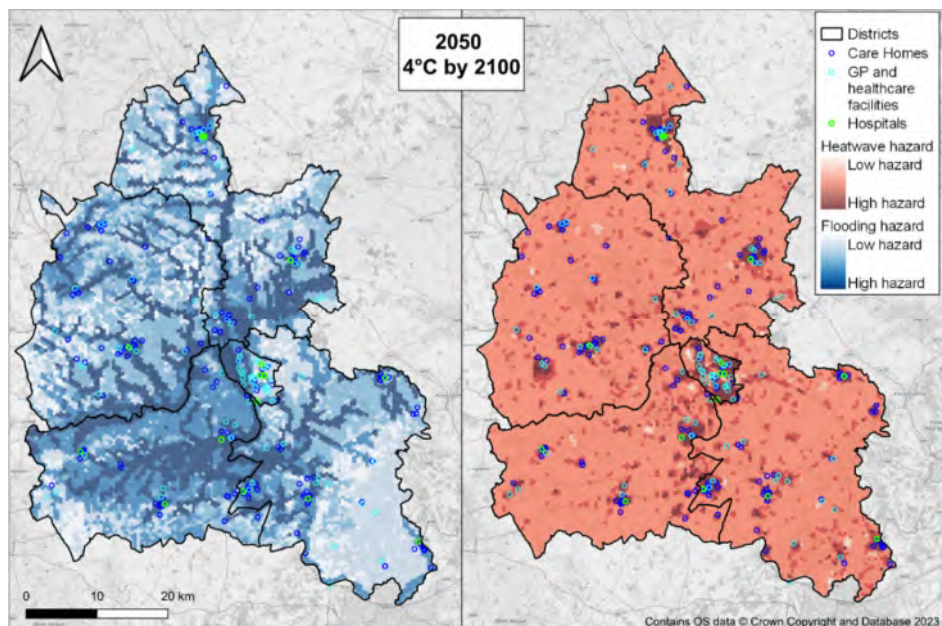 2050
4°C by 2100
Districts
Care Homes
GP and
healthcare
facilities
Hospitals
Heatwave hazard
Low hazard
High hazard
Flooding hazard
Low hazard
High hazard
0 10 20 km
Contains OS data © Crown Copyright and Database 2023